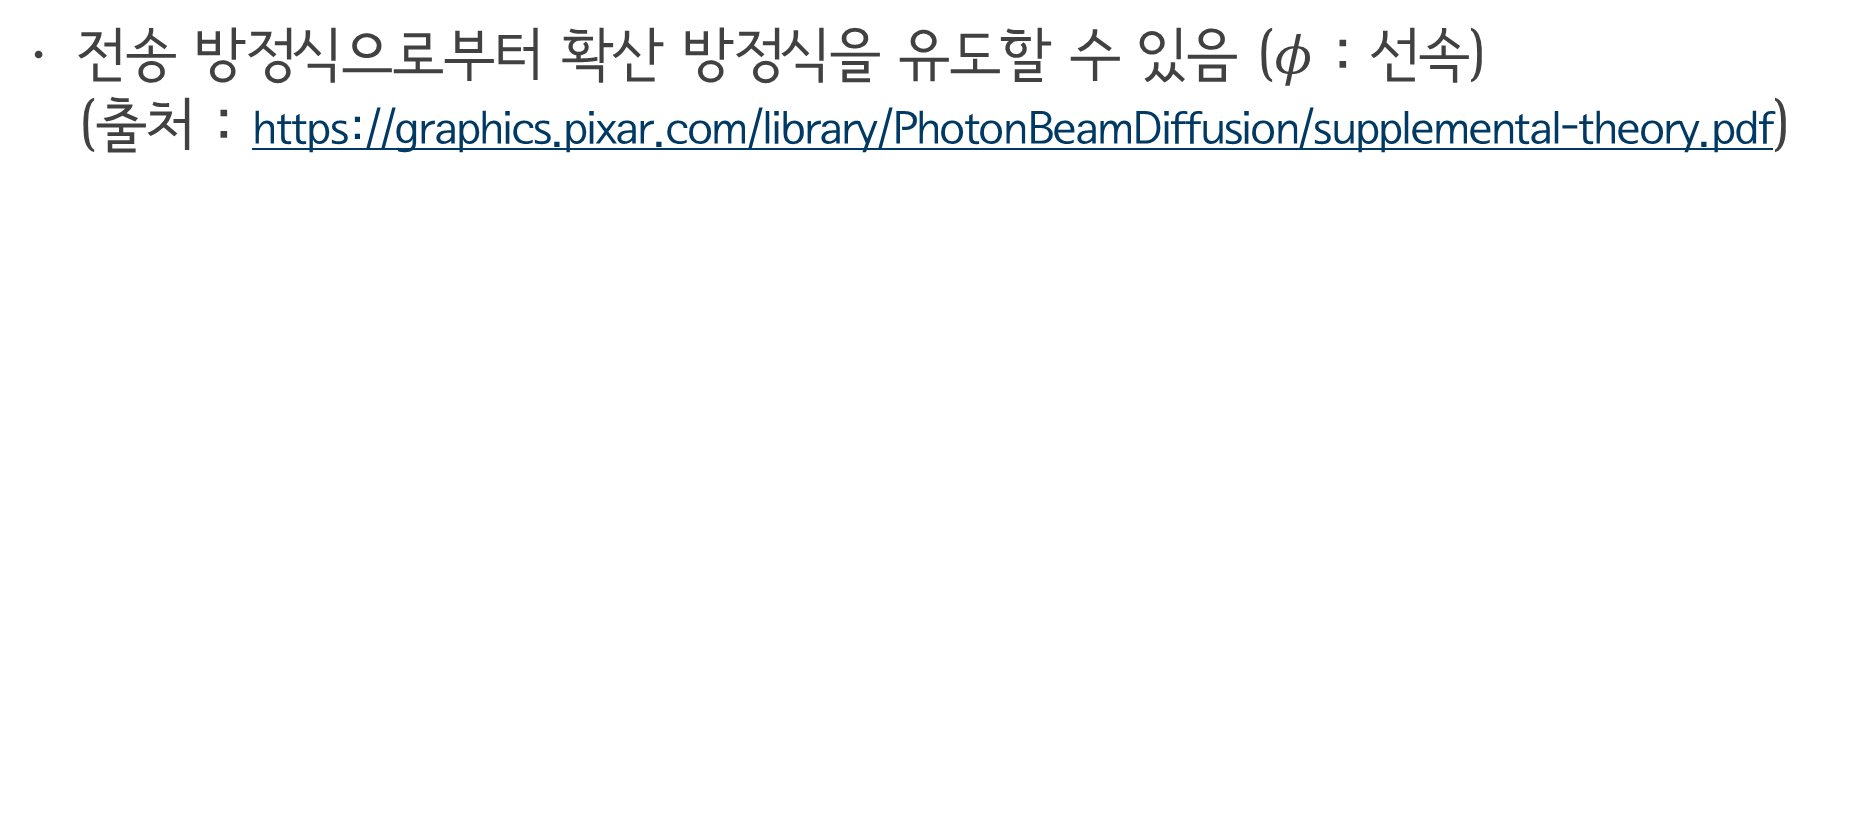 · 전송 방정식으로부터 확산 방정식을 유도할 수 있음 (ϕ : 선속)
(출처 : https://graphics.pixar.com/library/PhotonBeamDiffusion/supplemental-theory.pdf)